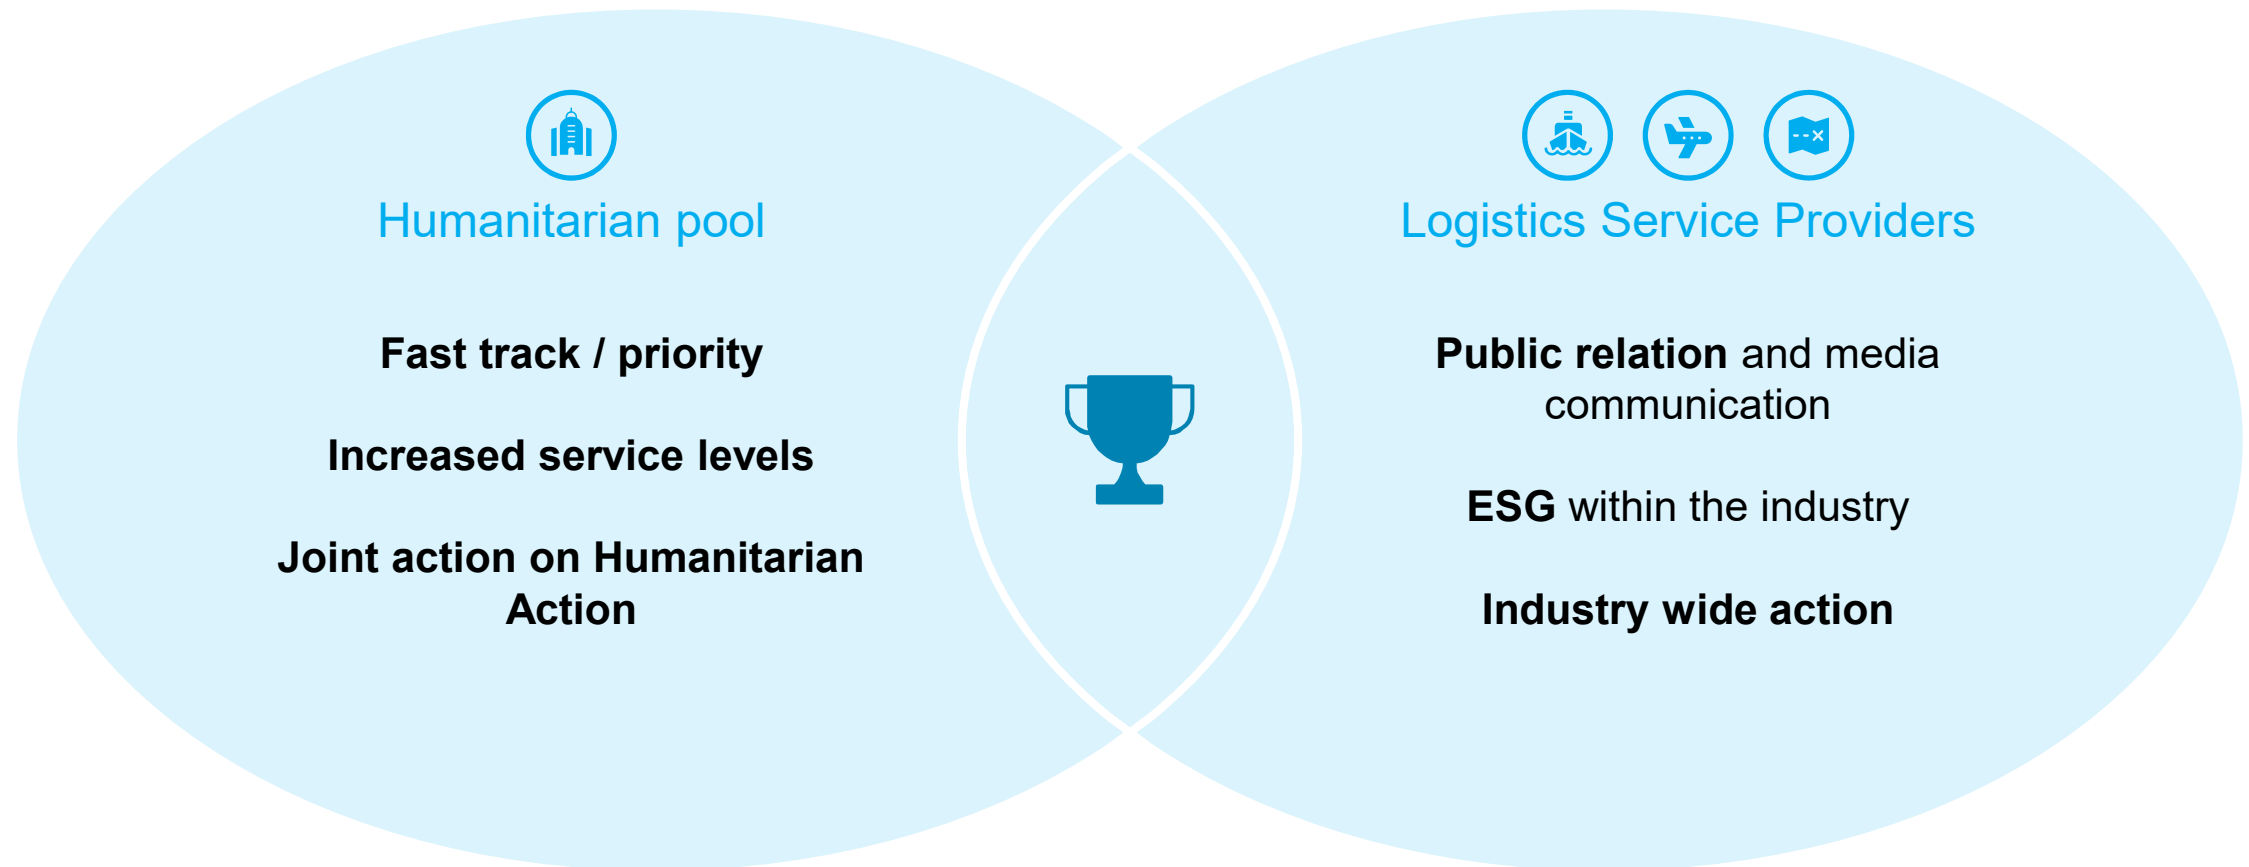 Humanitarian pool
Fast track / priority
Increased service levels
Joint action on Humanitarian
Action
Logistics Service Providers
Public relation and media
communication
ESG within the industry
Industry wide action